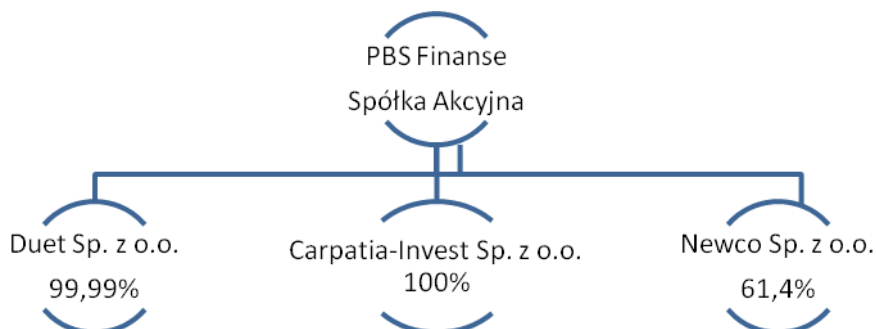 PBS Finanse
Spółka Akcyjna
Duet Sp. z o.o.
99,99%
Carpatia-Invest Sp. z o.o.
100%
Newco Sp. z o.o.
61,4%